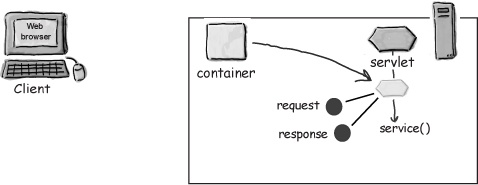 Web
browser
Client
container
servlet
request
response
service()